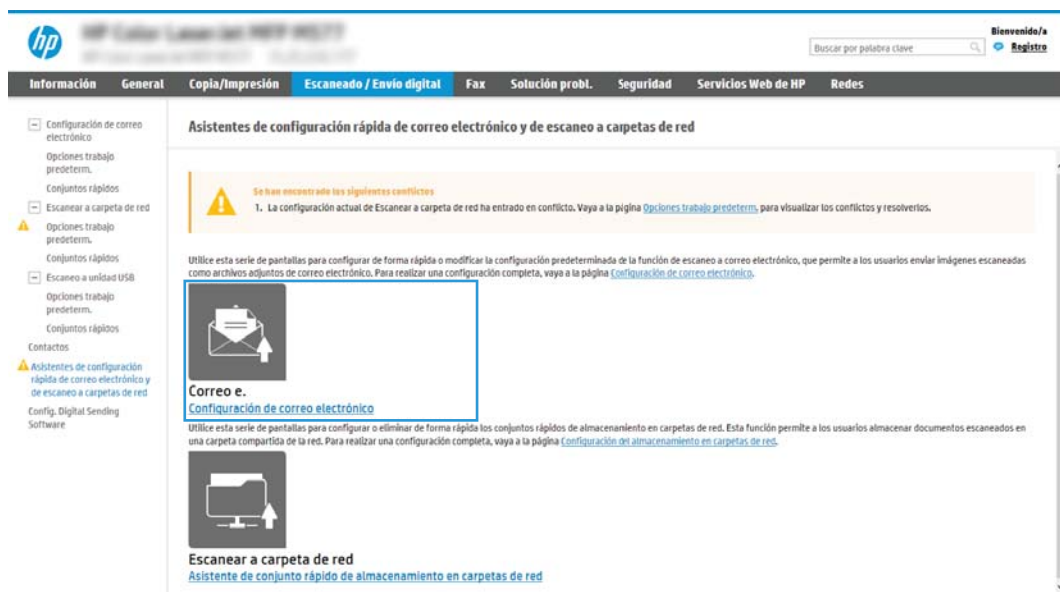 hp
Bienvenido/a
Buscar por palabra clave
Registro
Información General Copia/Impresión Escaneado / Envío digital Fax Solución probl. Seguridad Servicios Web de HP Redes
Configuración de correo
electrónico
Opciones trabajo
predeterm.
Conjuntos rápidos
Escanear a carpeta de red
Opciones trabajo
predeterm.
Conjuntos rápidos
Escaneo a unidad USB
Opciones trabajo
predeterm.
Conjuntos rápidos
Contactos
Asistentes de configuración
rápida de correo electrónico y
de escaneo a carpetas de red
Config. Digital Sending
Software
Asistentes de configuración rápida de correo electrónico y de escaneo a carpetas de red
Se han encontrado los siguientes conflictos
1. La configuración actual de Escanear a carpeta de red ha entrado en conflicto. Vaya a la página Opciones trabajo predeterm. para visualizar los conflictos y resolverlos.
Utilice esta serie de pantallas para configurar de forma rápida o modificar la configuración predeterminada de la función de escaneo a correo electrónico, que permite a los usuarios enviar imágenes escaneadas
como archivos adjuntos de correo electrónico. Para realizar una configuración completa, vaya a la página Configuración de correo electrónico.
Correo e.
Configuración de correo electrónico
Utilice esta serie de pantallas para configurar o eliminar de forma rápida los conjuntos rápidos de almacenamiento en carpetas de red. Esta función permite a los usuarios almacenar documentos escaneados en
una carpeta compartida de la red. Para realizar una configuración completa, vaya a la página Configuración del almacenamiento en carpetas de red.
Escanear a carpeta de red
Asistente de conjunto rápido de almacenamiento en carpetas de red